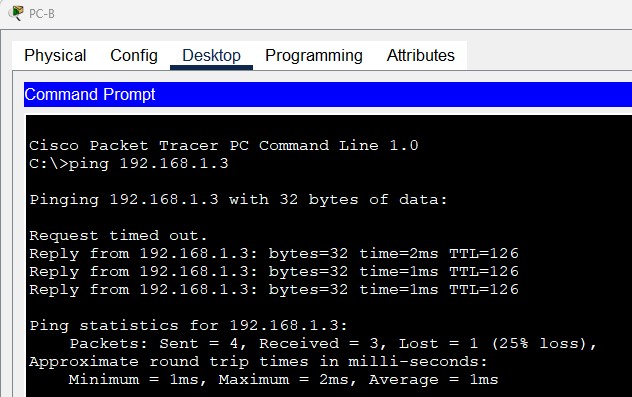 PC-B
Physical Config Desktop Programming Attributes
Command Prompt
Cisco Packet Tracer PC Command Line 1.0
C:\>ping 192.168.1.3
Pinging 192.168.1.3 with 32 bytes of data:
Request timed out.
Reply from 192.168.1.3: bytes=32 time=2ms TTL=126
Reply from 192.168.1.3: bytes=32 time=1ms TTL=126
Reply from 192.168.1.3: bytes=32 time=1ms TTL=126
Ping statistics for 192.168.1.3:
Packets: Sent = 4, Received = 3, Lost = 1 (25% loss),
Approximate round trip times in milli-seconds:
Minimum = 1ms, Maximum = 2ms, Average = 1ms